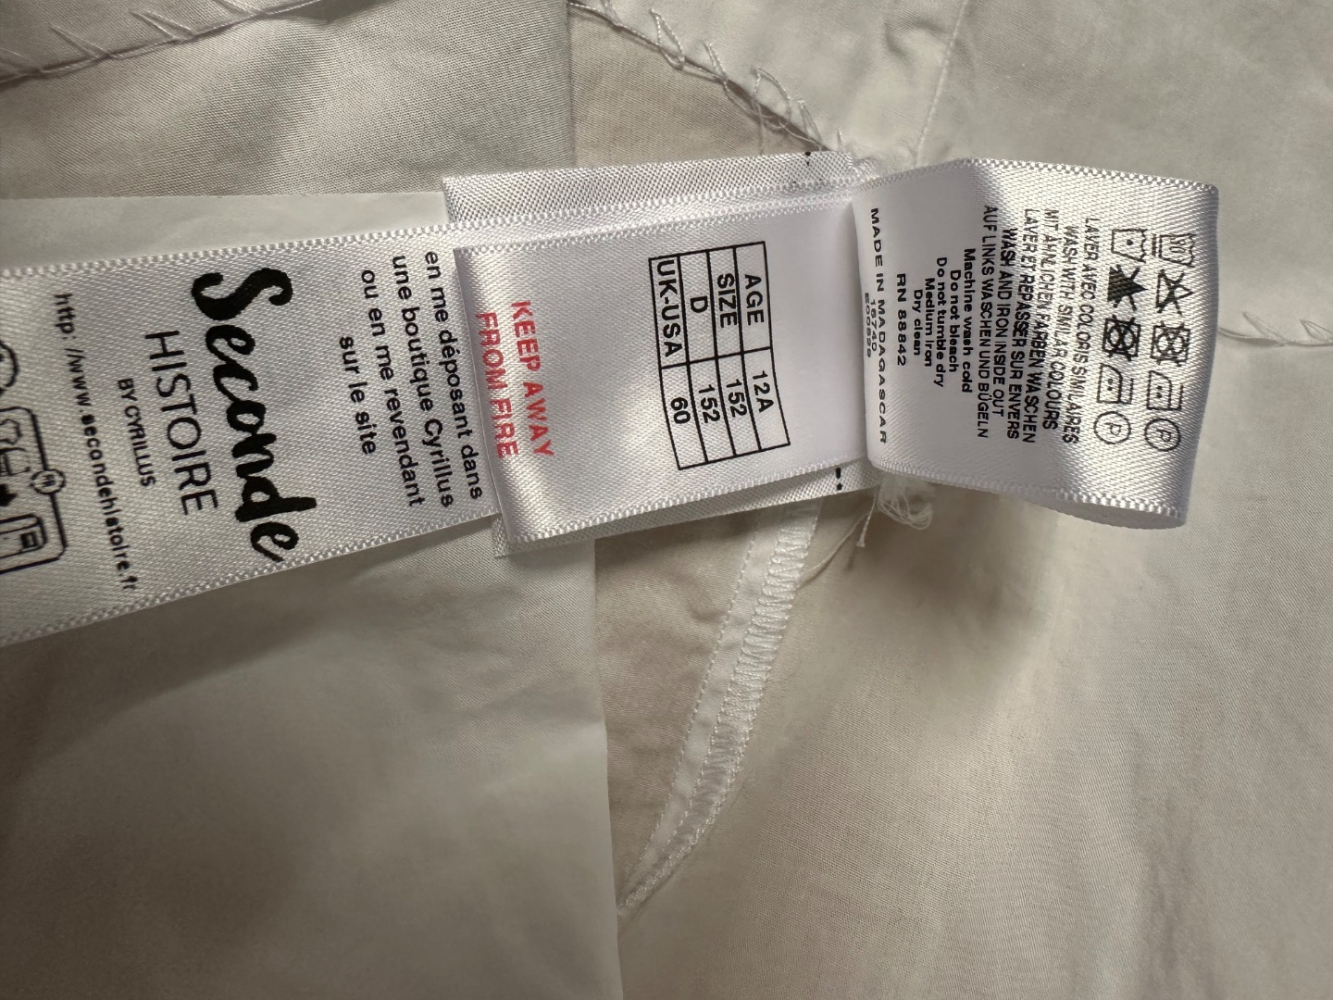 en me déposant dans
une boutique Cyrillus
ou en me revendant
sur le site
Seconde
HISTOIRE
BY CYRILLUS
http://www.secondehistoire.fr
AGE 12A
SIZE 152
D 152
UK-USA 60
KEEP AWAY
FROM FIRE
P
P
LAVER AVEC COLORIS SIMILAIRES
WASH WITH SIMILAR COLOURS
MIT ÄHNLICHEN FARBEN WASCHEN
LAVER ET REPASSER SUR ENVERS
WASH AND IRON INSIDE OUT
AUF LINKS WASCHEN UND BÜGELN
Machine wash cold
Do not bleach
Do not tumble dry
Medium iron
Dry clean
RN 88842
MADE IN MADAGASCAR